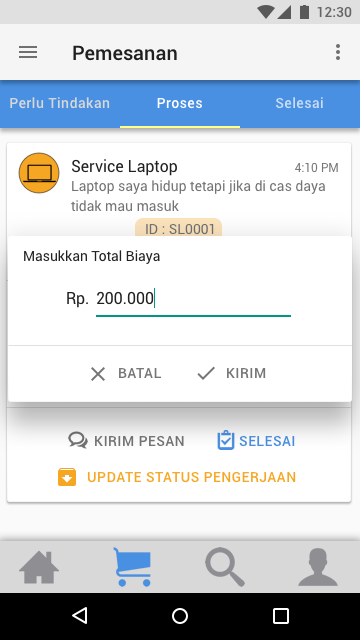 12:30
Pemesanan
Perlu Tindakan Proses Selesai
Service Laptop 4:10 PM
Laptop saya hidup tetapi jika di cas daya
tidak mau masuk
ID : SL0001
Masukkan Total Biaya
Rp. 200.000
BATAL KIRIM
KIRIM PESAN SELESAI
UPDATE STATUS PENGERJAAN